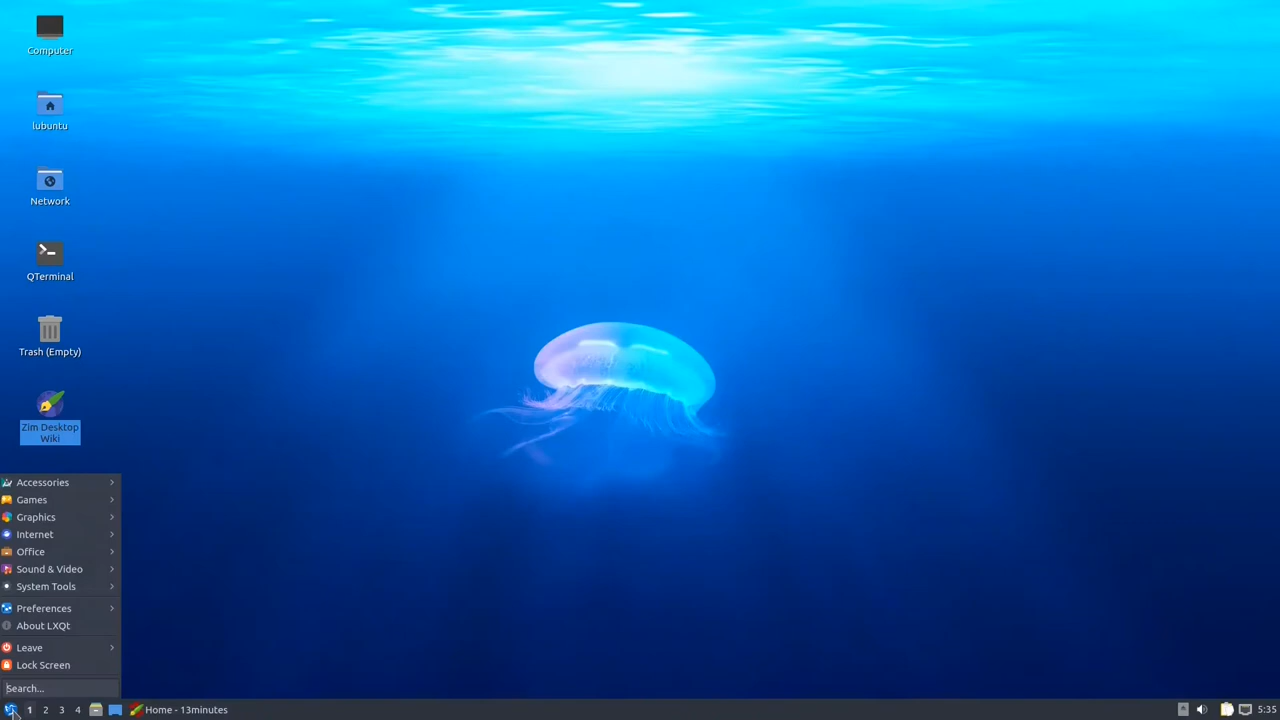 Computer
lubuntu
Network
QTerminal
Trash (Empty)
Zim Desktop
Wiki
Accessories
Games
Graphics
Internet
Office
Sound & Video
System Tools
Preferences
About LXQt
Leave
Lock Screen
Search...
1 2 3 4 Home - 13minutes 5:35